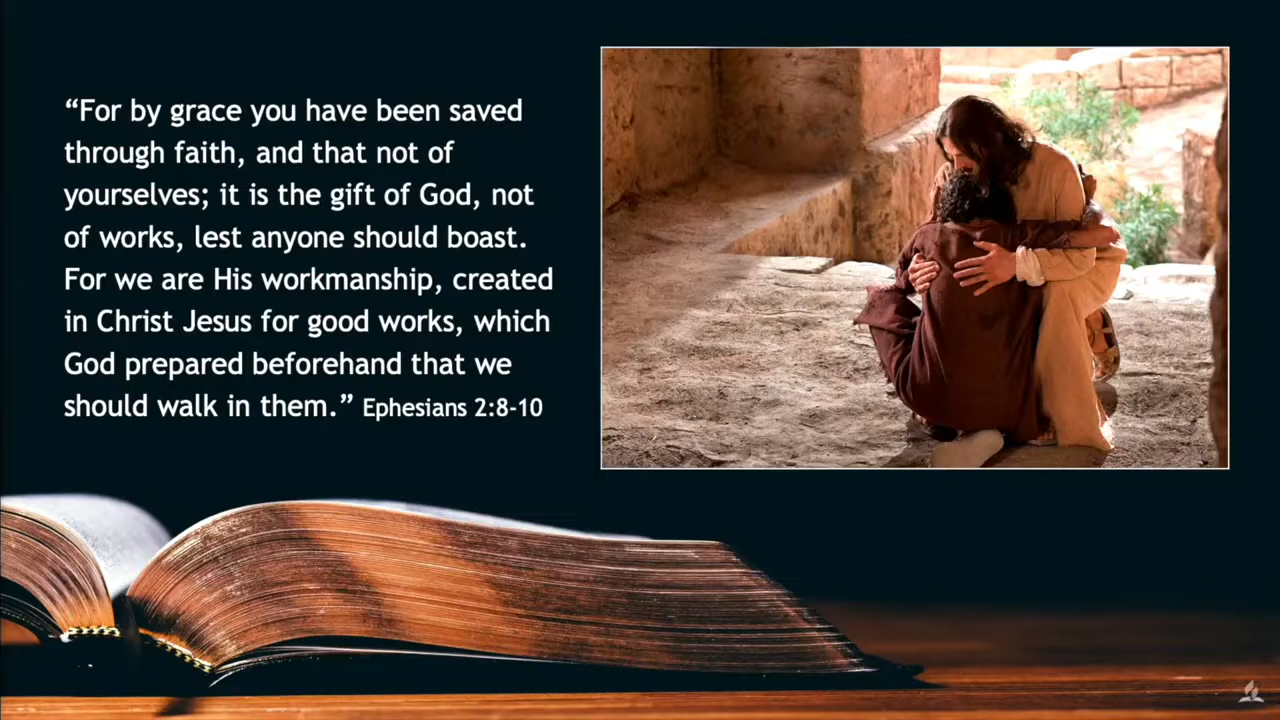 “For by grace you have been saved
through faith, and that not of
yourselves; it is the gift of God, not
of works, lest anyone should boast.
For we are His workmanship, created
in Christ Jesus for good works, which
God prepared beforehand that we
should walk in them.” Ephesians 2:8-10